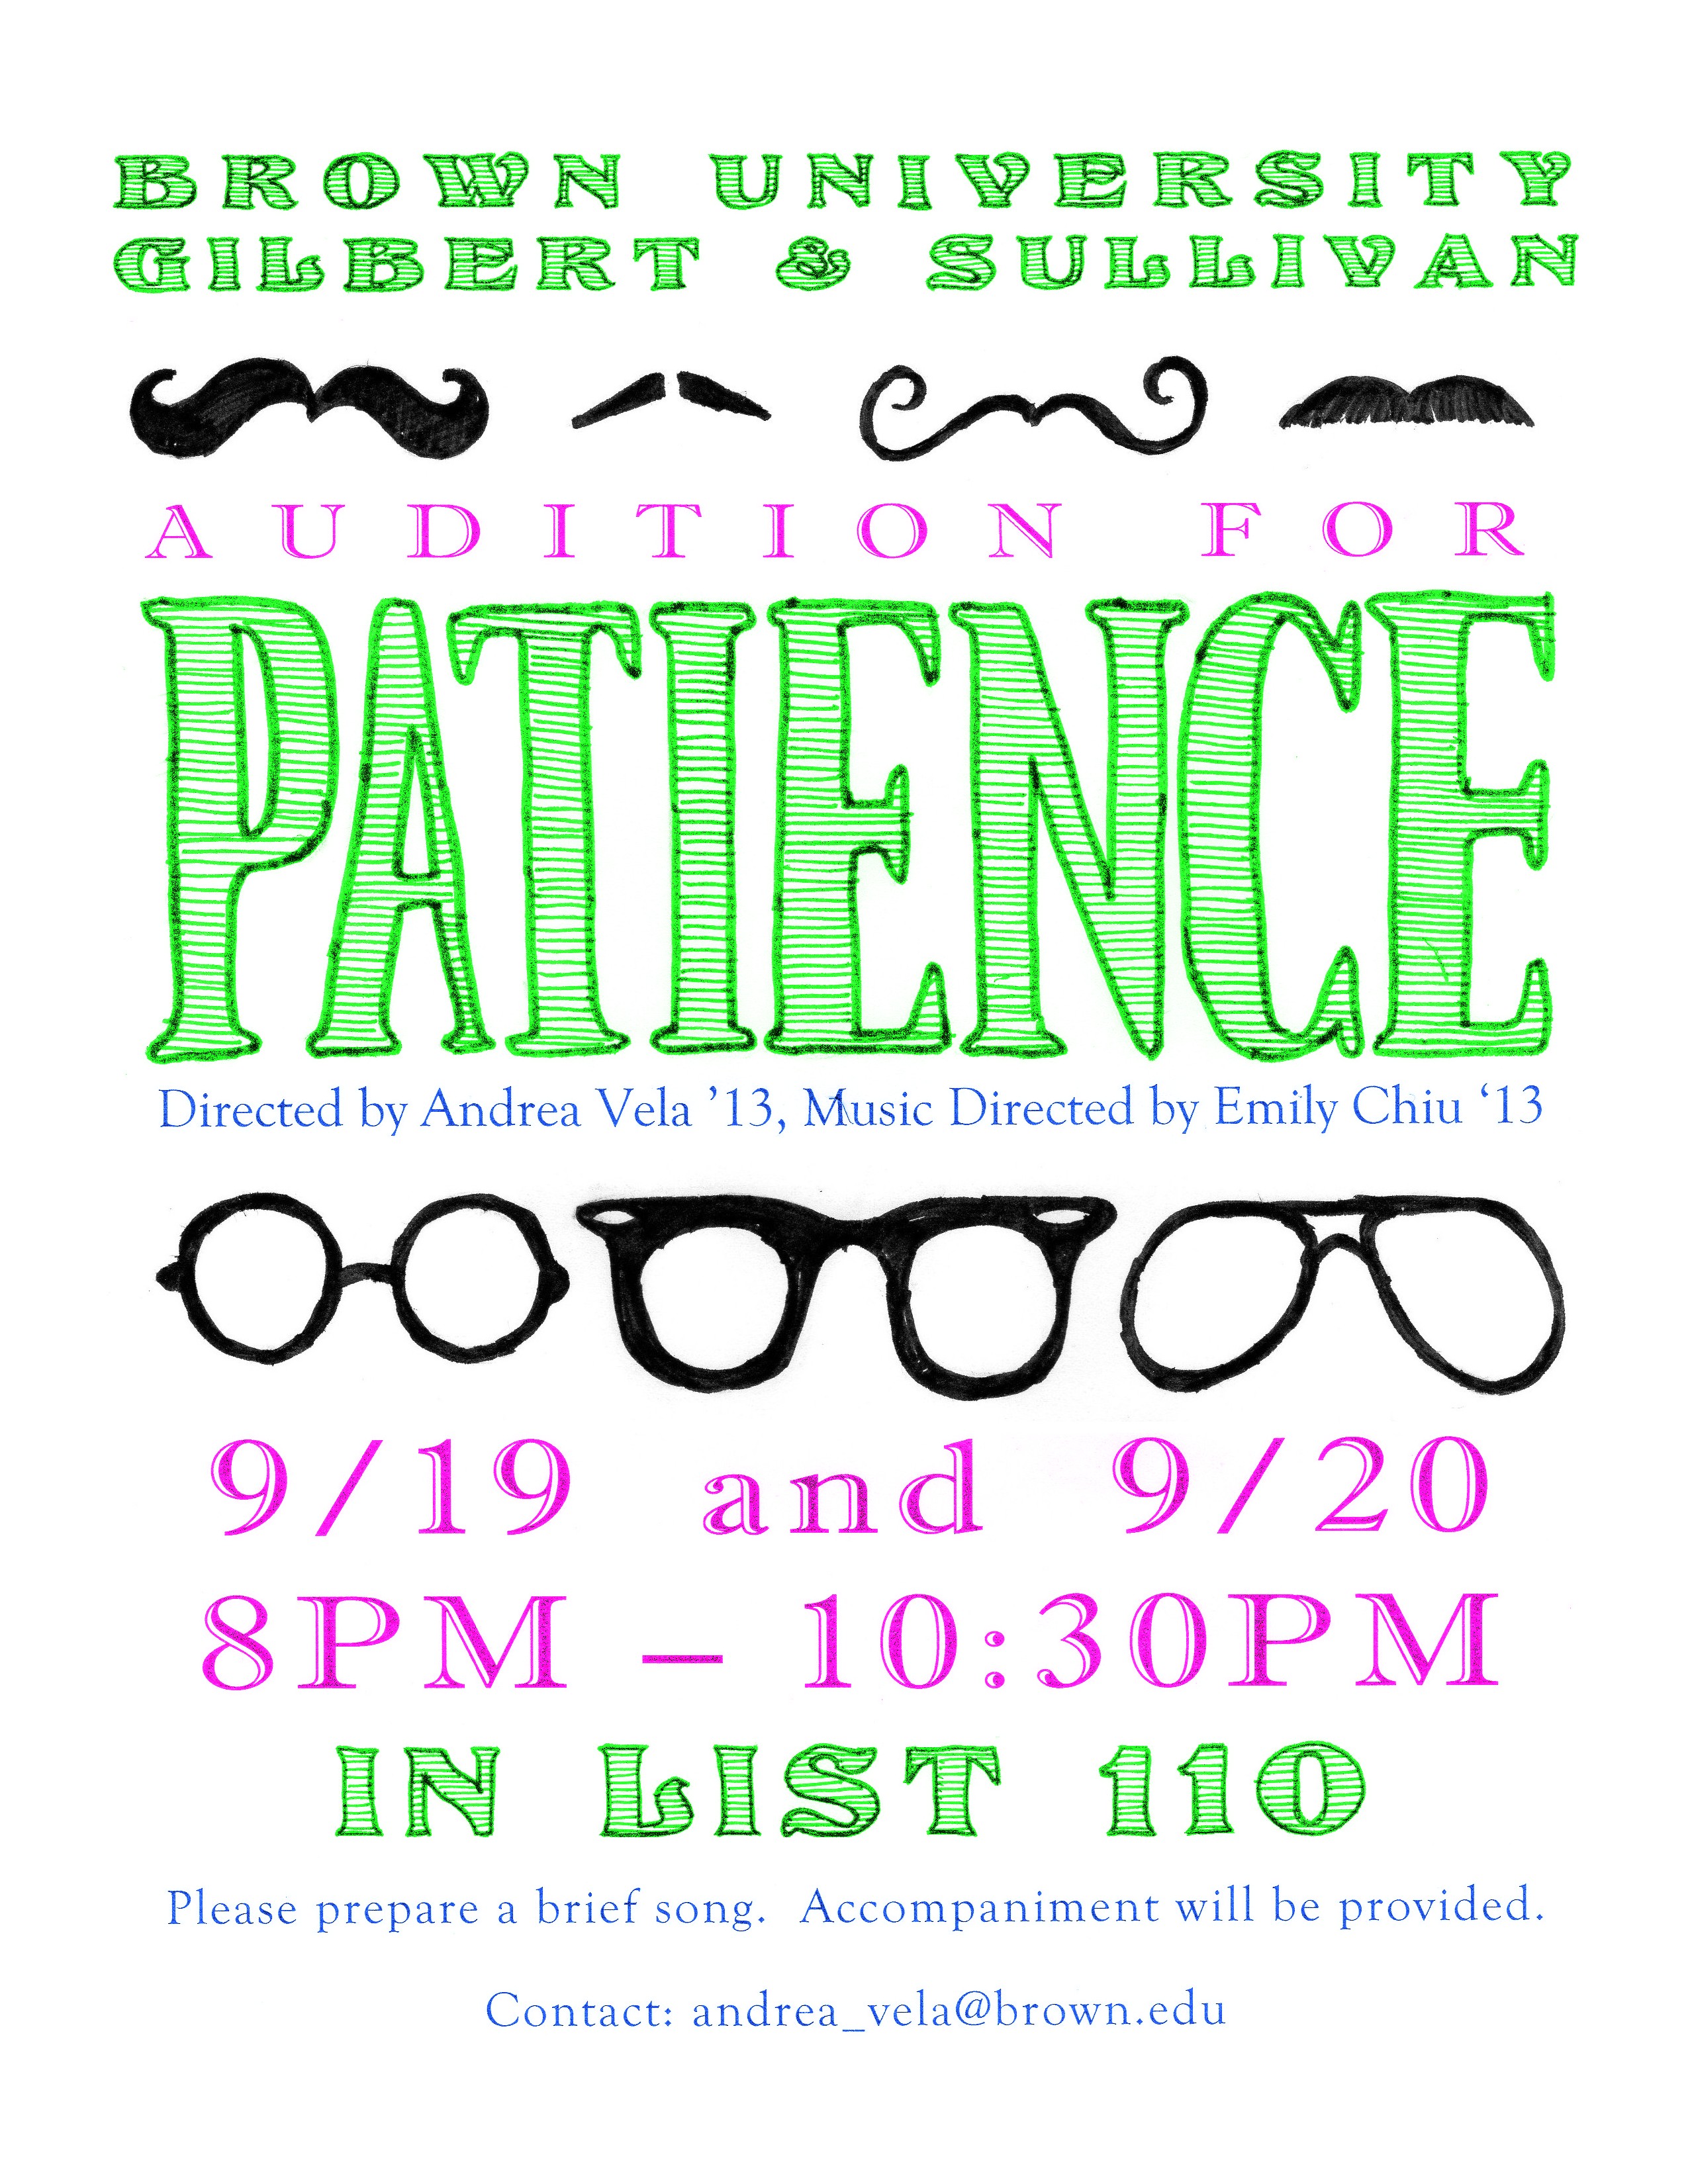 BROWN UNIVERSITY
GILBERT & SULLIVAN
AUDITION FOR
PATIENCE
Directed by Andrea Vela ’13, Music Directed by Emily Chiu ‘13
9/19 and 9/20
8PM – 10:30PM
IN LIST 110
Please prepare a brief song. Accompaniment will be provided.
Contact: andrea_vela@brown.edu